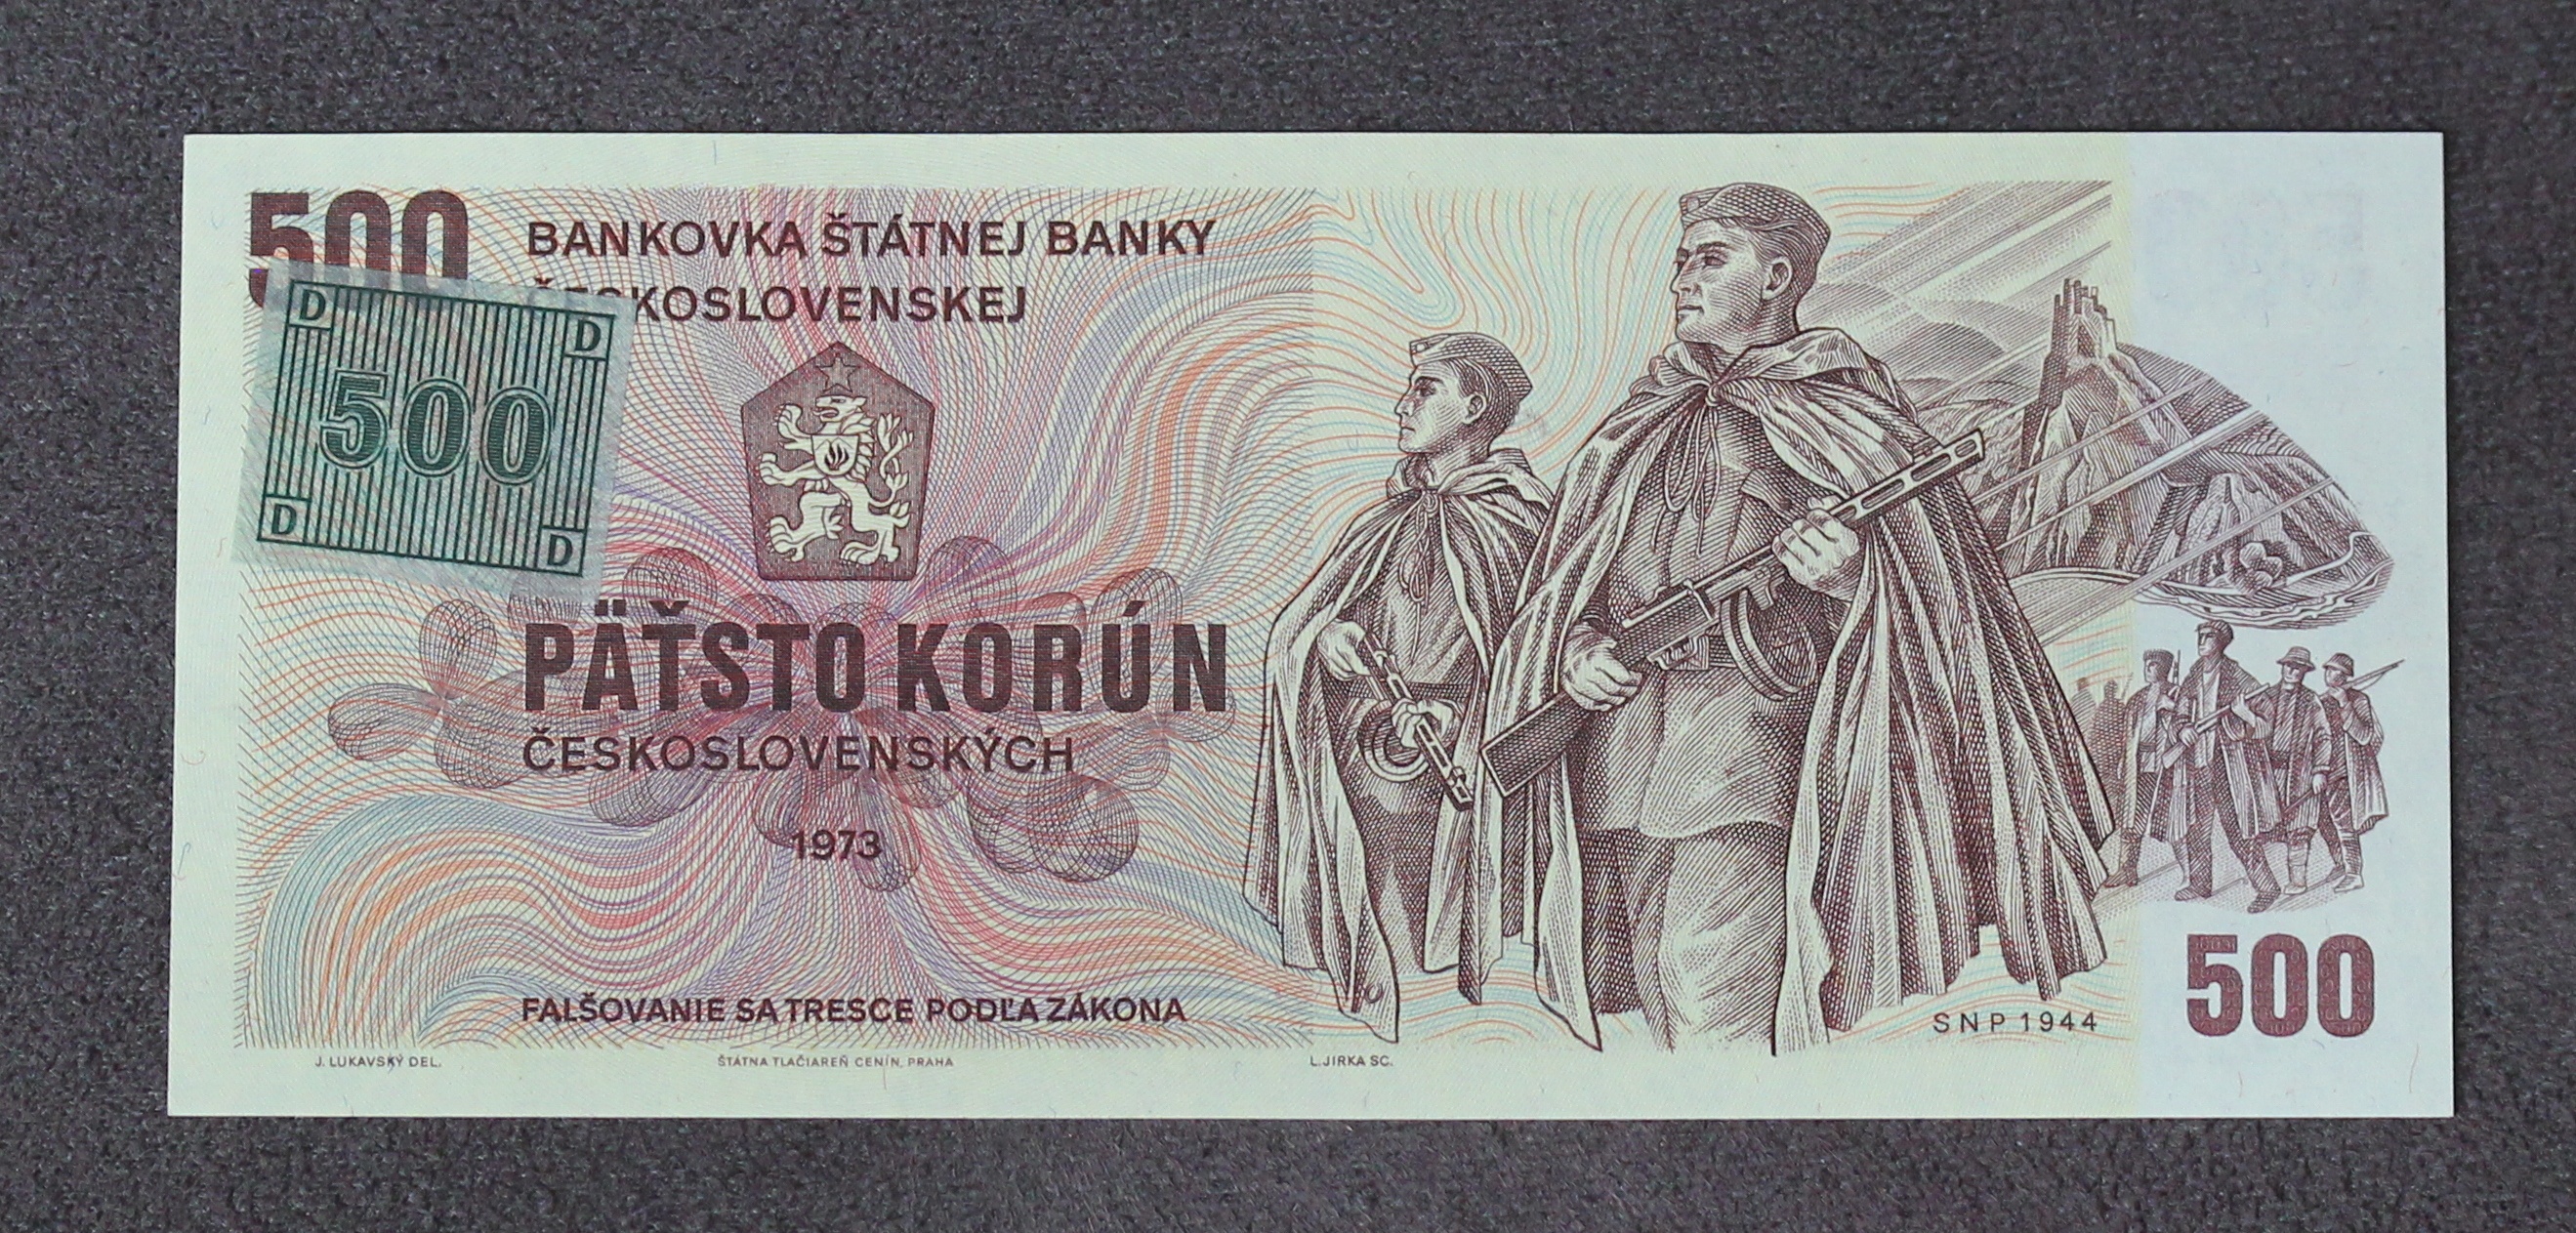 500
BANKOVKA ŠTÁTNEJ BANKY
ČESKOSLOVENSKEJ
D
D
500
D
D
PÄŤSTO KORÚN
ČESKOSLOVENSKÝCH
1973
FALŠOVANIE SA TRESCE PODĽA ZÁKONA
SNP 1944
500
J. LUKAVSKÝ DEL.
ŠTÁTNA TLAČIAREŇ CENÍN, PRAHA
L. JIRKA SC.